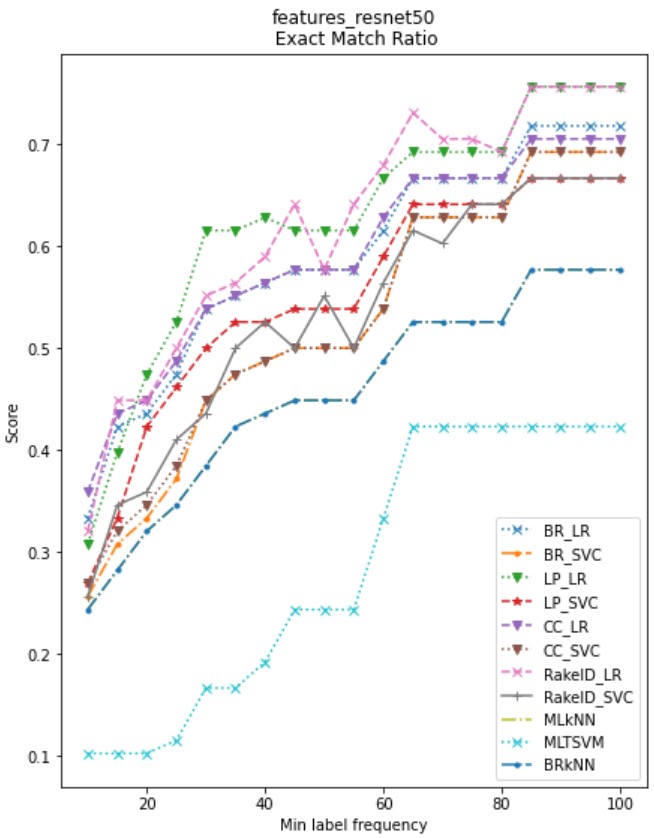 features_resnet50
Exact Match Ratio
Score
0.7
0.6
0.5
0.4
0.3
0.2
0.1
BR_LR
BR_SVC
LP_LR
LP_SVC
CC_LR
CC_SVC
RakelD_LR
RakelD_SVC
MLkNN
MLTSVM
BRkNN
20 40 60 80 100
Min label frequency